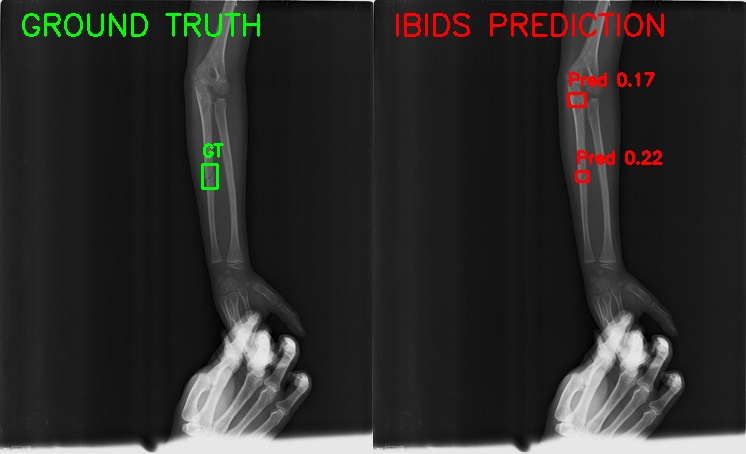 GROUND TRUTH
IBIDS PREDICTION
Pred 0.17
GT
Pred 0.22